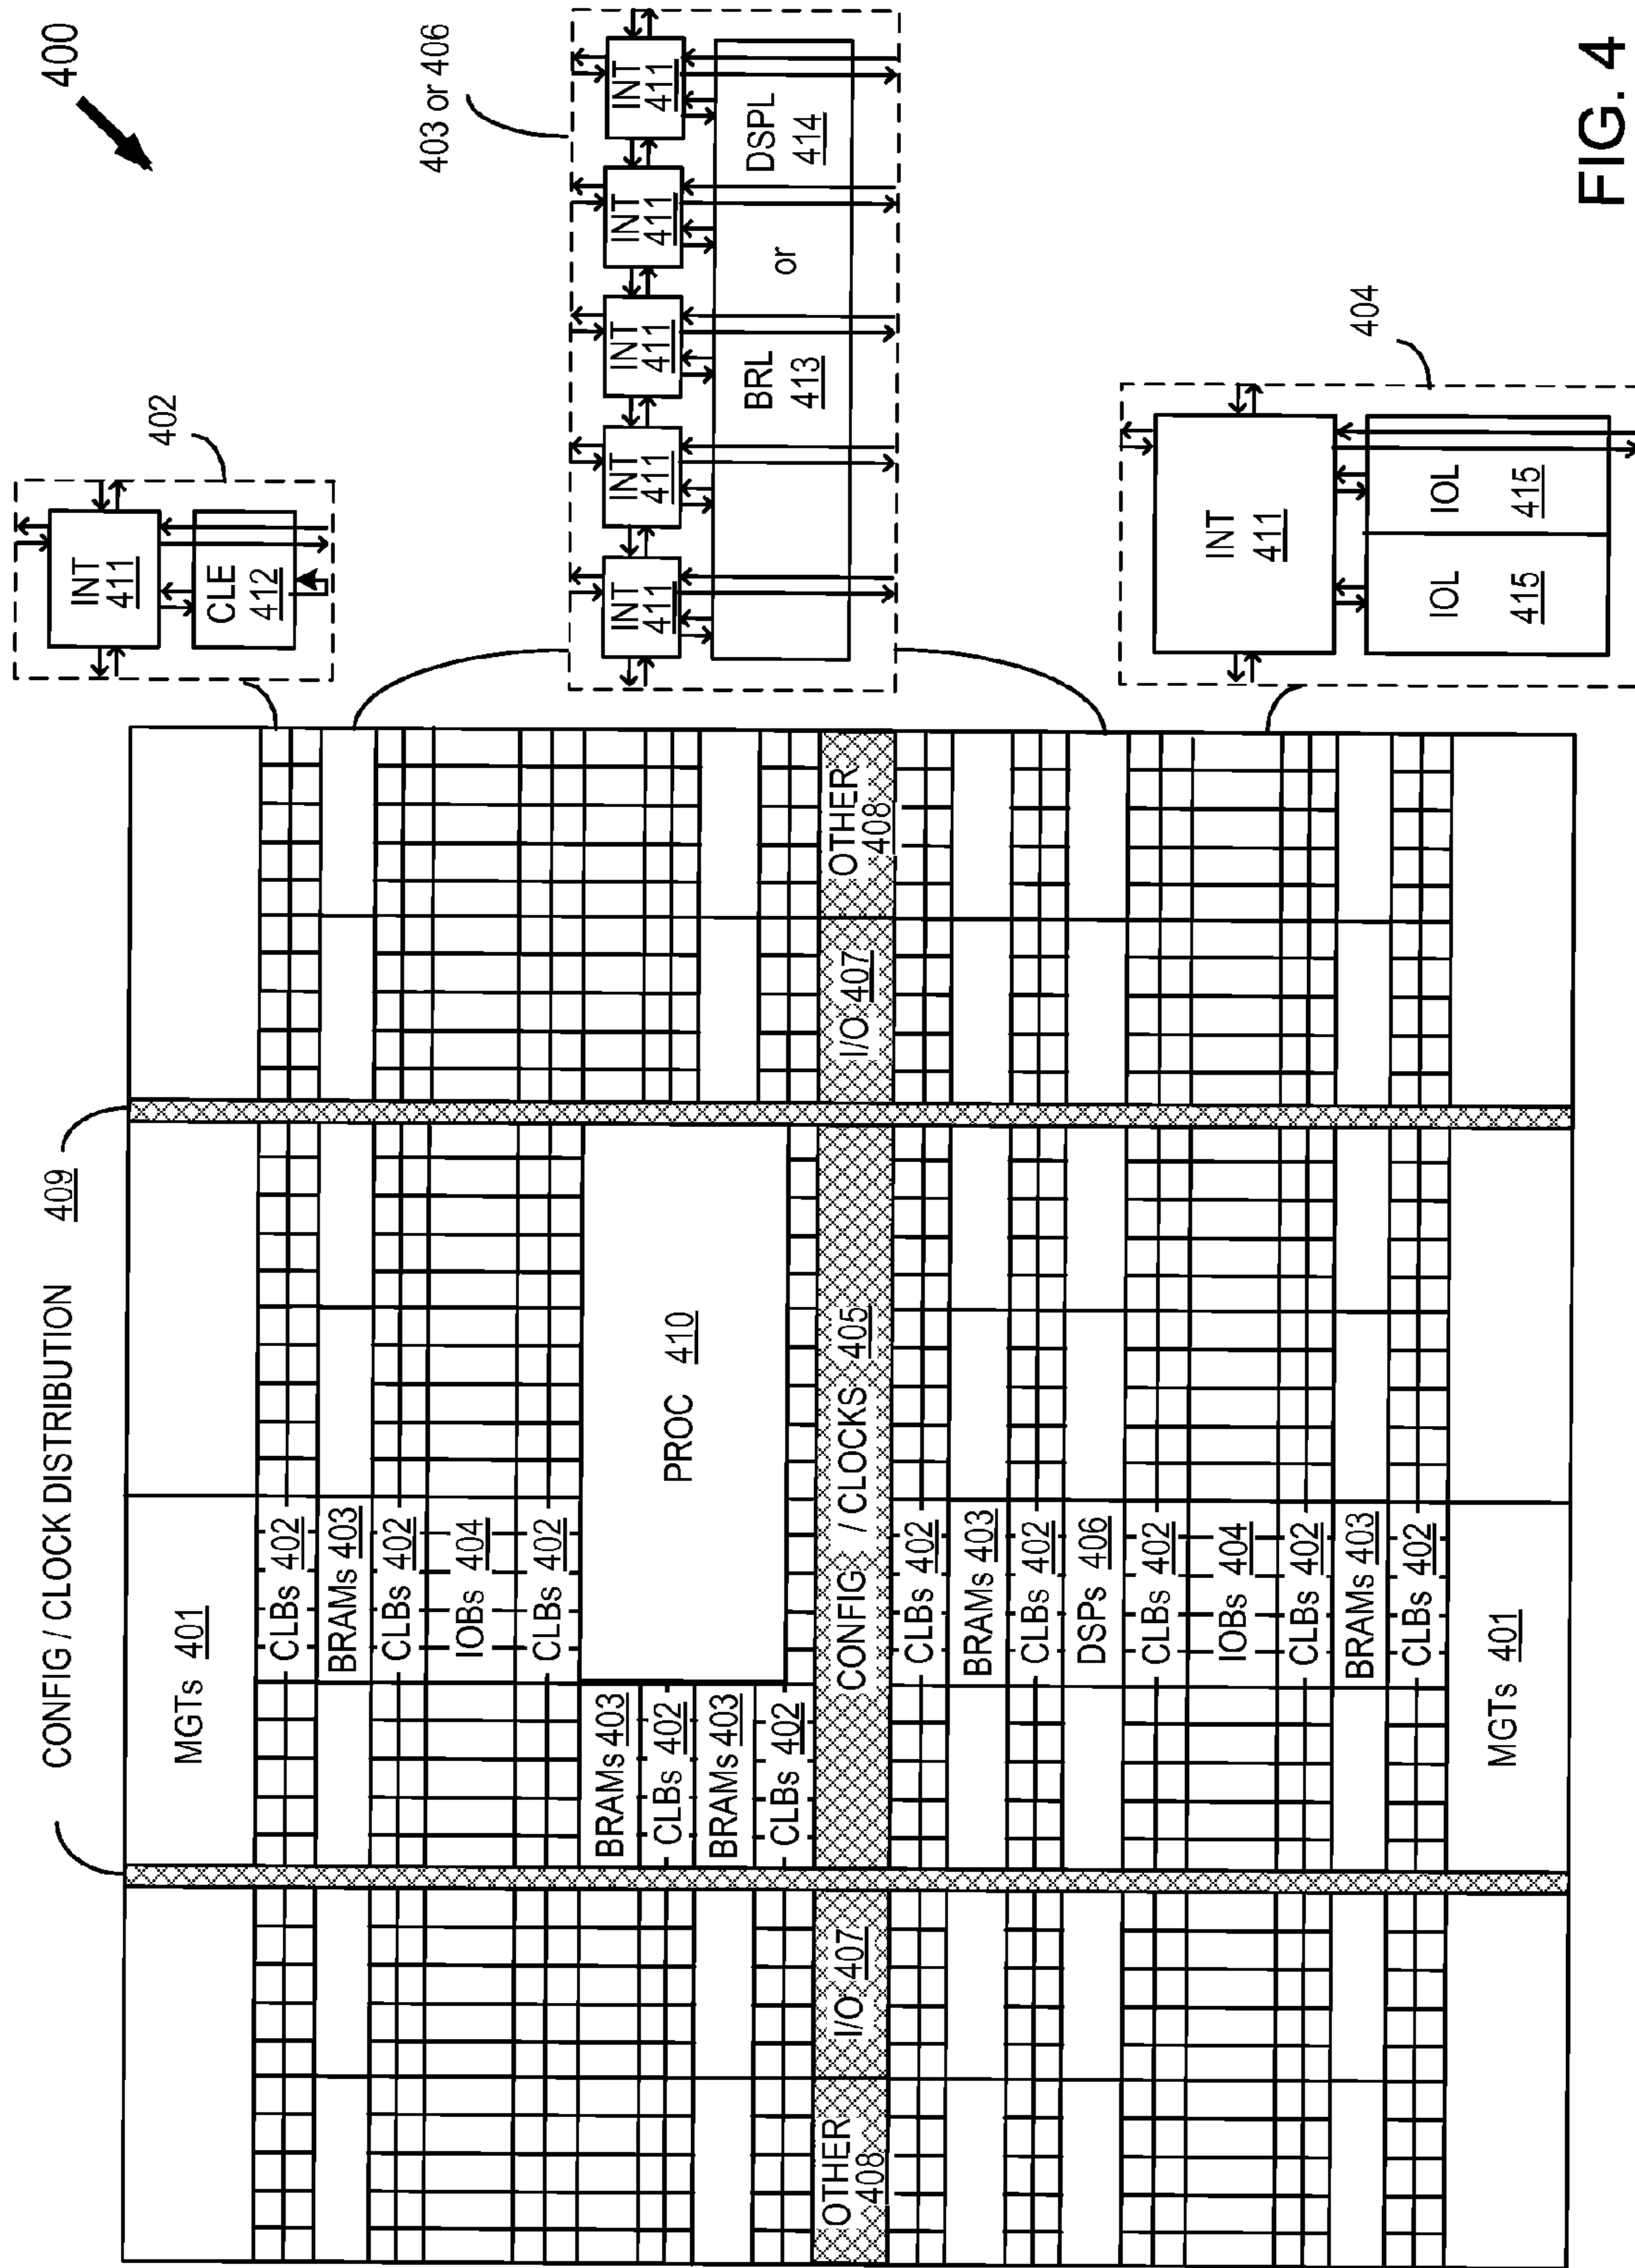 400
CONFIG / CLOCK DISTRIBUTION 409
MGTs 401
CLBs 402
BRAMs 403
CLBs 402
IOBs 404
CLBs 402
BRAMs 403
CLBs 402
BRAMs 403
CLBs 402
PROC 410
OTHER
408
I/O 407
CONFIG / CLOCKS 405
I/O 407
OTHER
408
CLBs 402
BRAMs 403
CLBs 402
DSPs 406
CLBs 402
IOBs 404
CLBs 402
BRAMs 403
CLBs 402
MGTs 401
402
INT
411
CLE
412
403 or 406
INT
411
INT
411
INT
411
INT
411
INT
411
BRL
413
or
DSPL
414
404
INT
411
IOL
415
IOL
415
FIG. 4